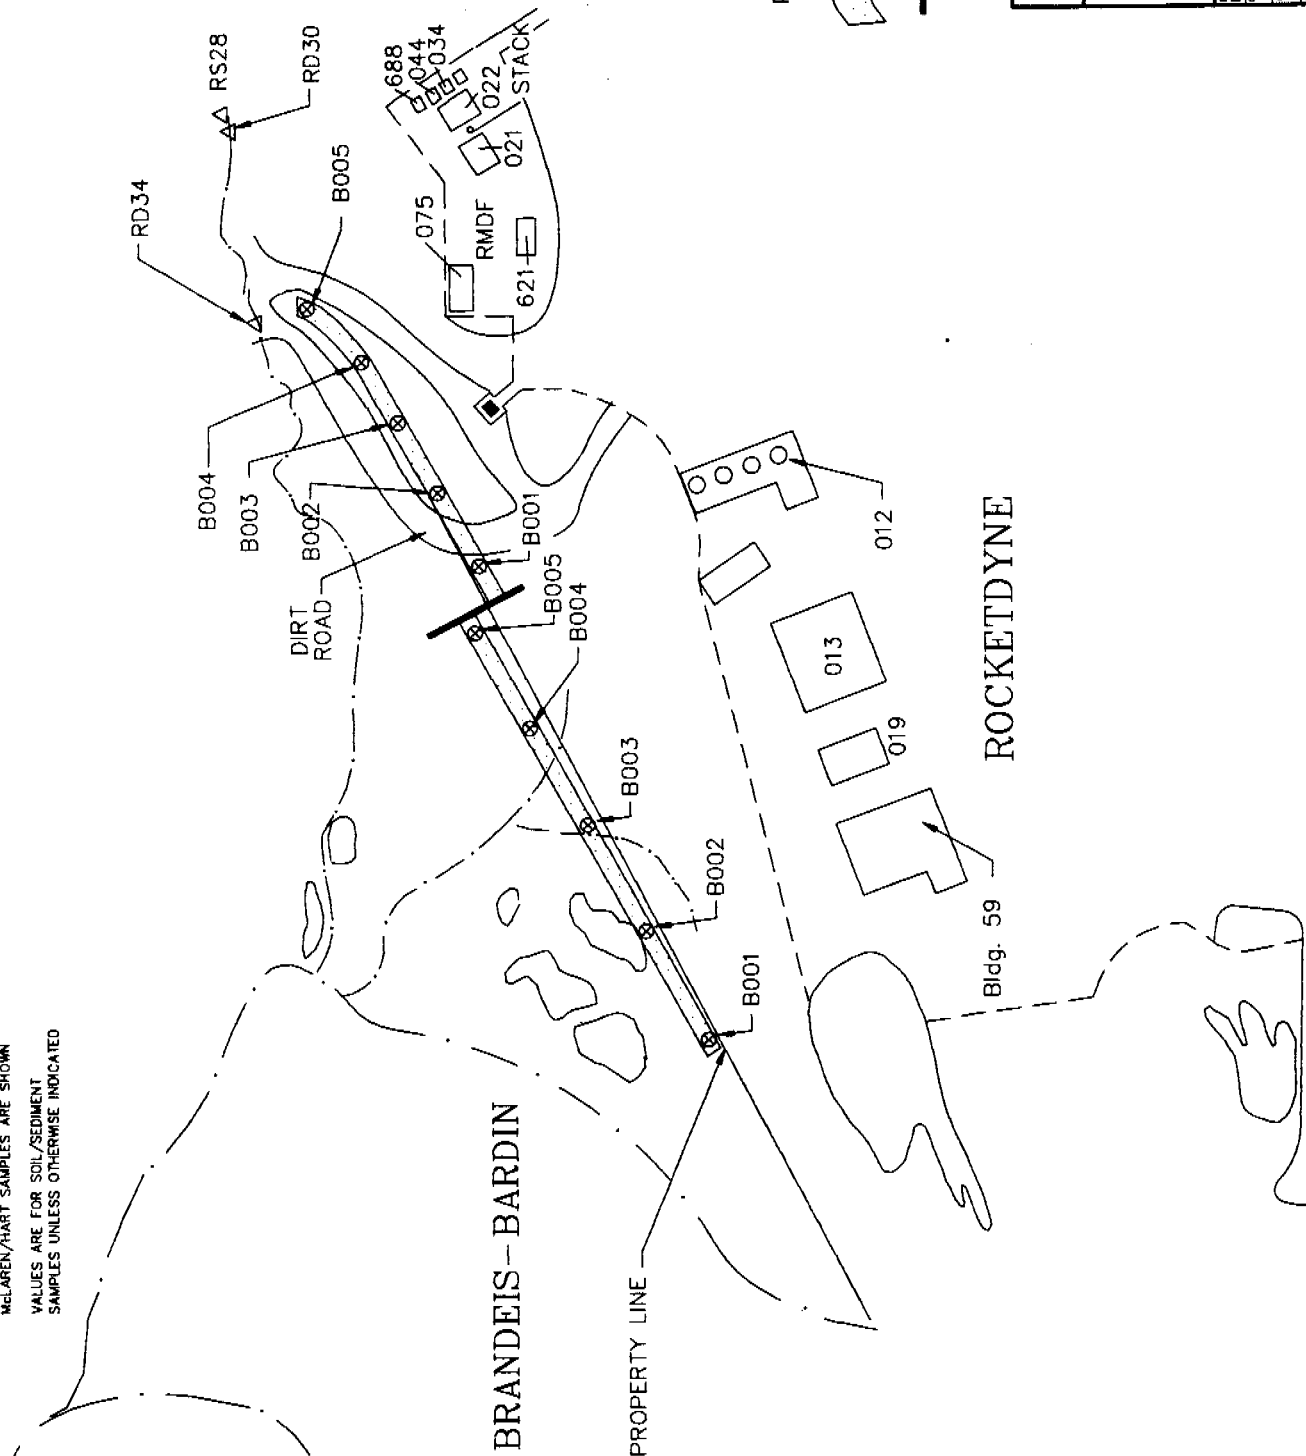 McLAREN/HART SAMPLES ARE SHOWN
VALUES ARE FOR SOIL/SEDIMENT
SAMPLES UNLESS OTHERWISE INDICATED
RD34
RS28
RD30
B005
688
044
034
022
STACK
021
075
RMDF
621
B004
B003
B002
DIRT
ROAD
B001
B005
B004
B003
B002
B001
012
013
019
Bldg. 59
ROCKETDYNE
BRANDEIS-BARDIN
PROPERTY LINE